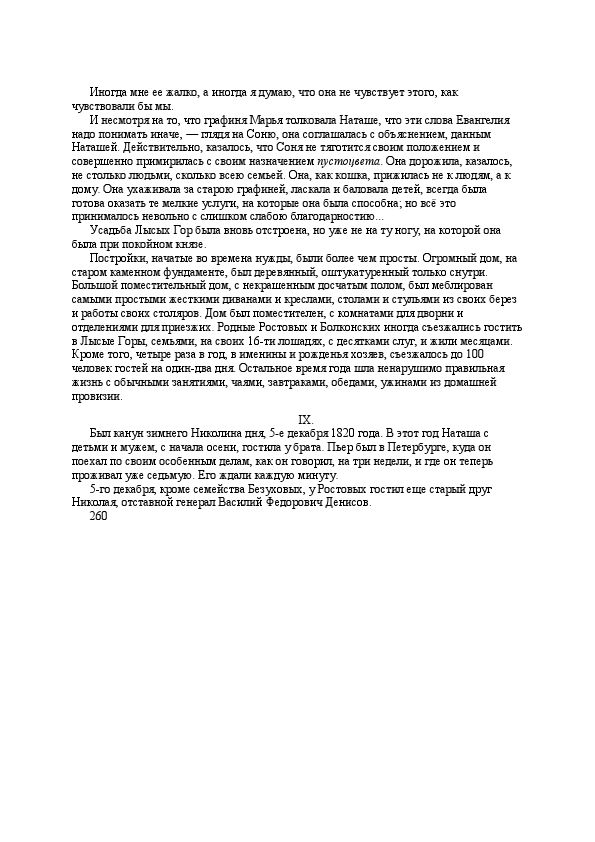 Иногда мне ее жалко, а иногда я думаю, что она не чувствует этого, как
чувствовали бы мы.
И несмотря на то, что графиня Марья толковала Наташе, что эти слова Евангелия
надо понимать иначе, — глядя на Соню, она соглашалась с объяснением, данным
Наташей. Действительно, казалось, что Соня не тяготится своим положением и
совершенно примирилась с своим назначением пустоцвета. Она дорожила, казалось,
не столько людьми, сколько всею семьей. Она, как кошка, прижилась не к людям, а к
дому. Она ухаживала за старою графиней, ласкала и баловала детей, всегда была
готова оказать те мелкие услуги, на которые она была способна; но всё это
принималось невольно с слишком слабою благодарностию...
Усадьба Лысых Гор была вновь отстроена, но уже не на ту ногу, на которой она
была при покойном князе.
Постройки, начатые во времена нужды, были более чем просты. Огромный дом, на
старом каменном фундаменте, был деревянный, оштукатуренный только снутри.
Большой поместительный дом, с некрашенным досчатым полом, был меблирован
самыми простыми жесткими диванами и креслами, столами и стульями из своих берез
и работы своих столяров. Дом был поместителен, с комнатами для дворни и
отделениями для приезжих. Родные Ростовых и Болконских иногда съезжались гостить
в Лысые Горы, семьями, на своих 16-ти лошадях, с десятками слуг, и жили месяцами.
Кроме того, четыре раза в год, в именины и рожденья хозяев, съезжалось до 100
человек гостей на один-два дня. Остальное время года шла ненарушимо правильная
жизнь с обычными занятиями, чаями, завтраками, обедами, ужинами из домашней
провизии.
IX.
Был канун зимнего Николина дня, 5-е декабря 1820 года. В этот год Наташа с
детьми и мужем, с начала осени, гостила у брата. Пьер был в Петербурге, куда он
поехал по своим особенным делам, как он говорил, на три недели, и где он теперь
проживал уже седьмую. Его ждали каждую минуту.
5-го декабря, кроме семейства Безуховых, у Ростовых гостил еще старый друг
Николая, отставной генерал Василий Федорович Денисов.
260